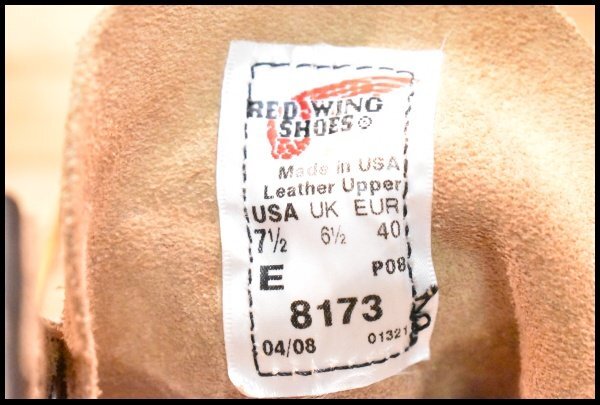 RED WING
SHOES ®
Made in USA
Leather Upper
USA UK EUR
7½ 6½ 40
E P08
8173
04/08 01321